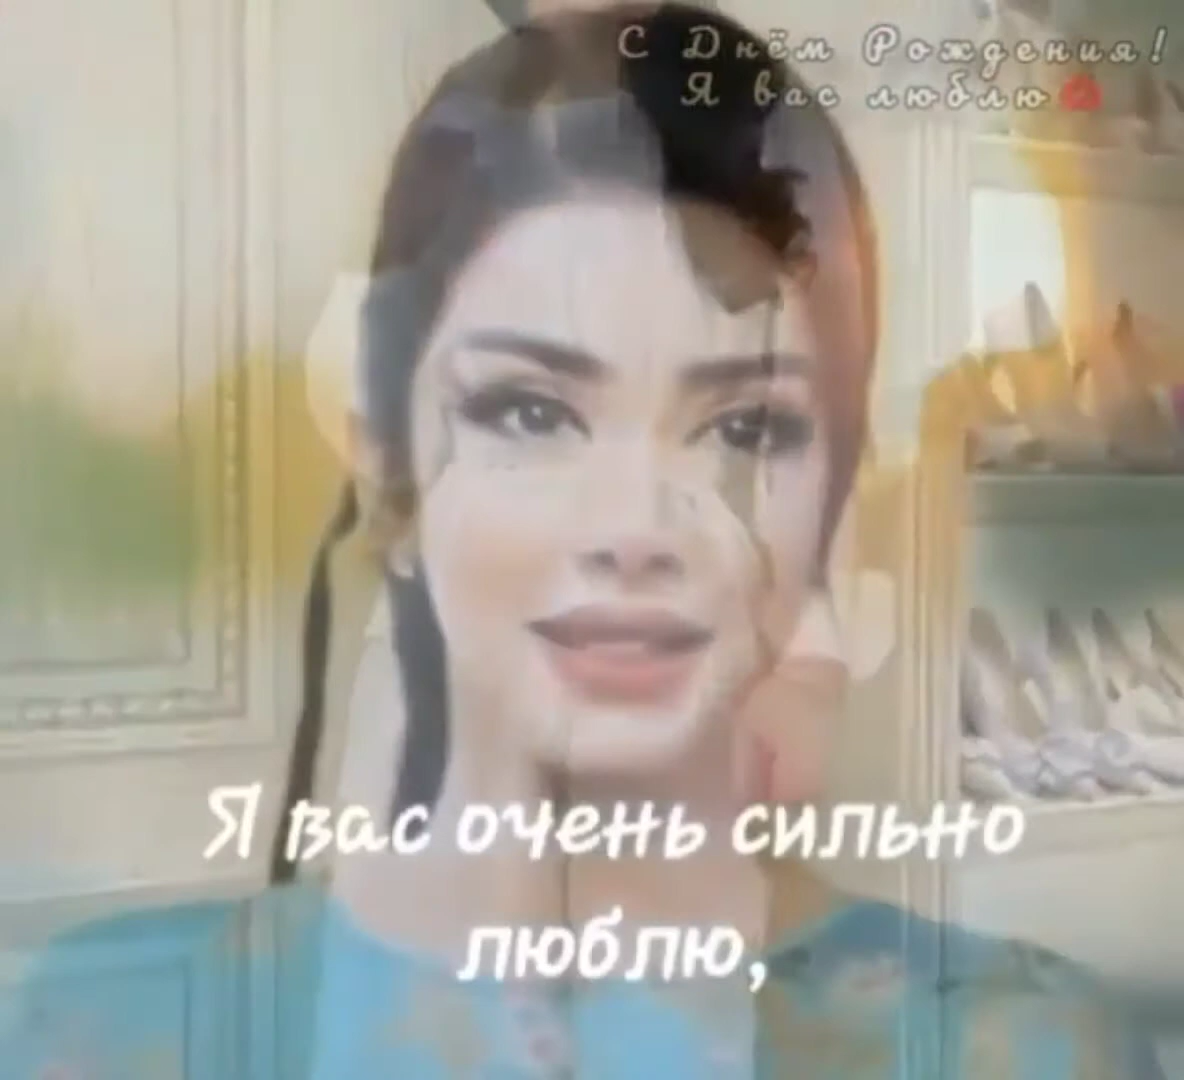 С Днём Рождения!
Я вас люблю
Я вас очень сильно
люблю,